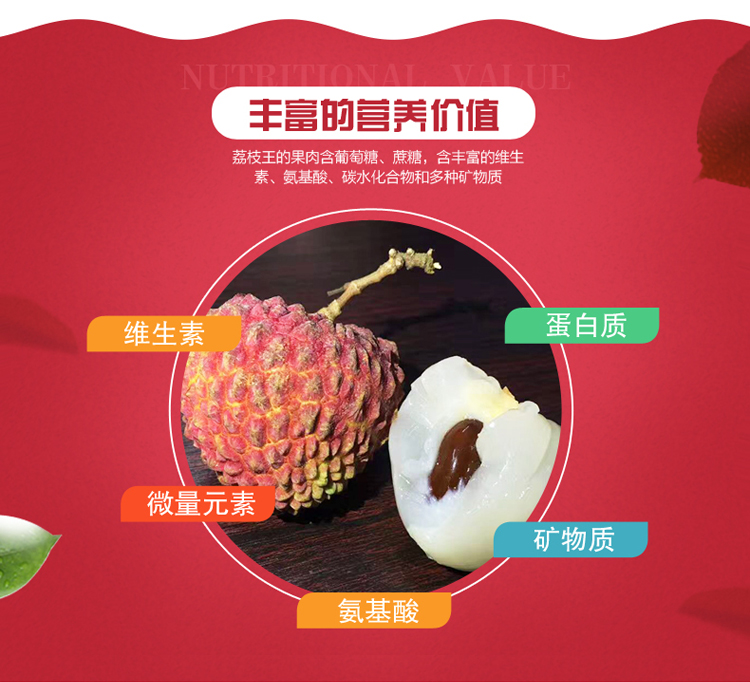 NUTRITIONAL VALUE
丰富的营养价值
荔枝王的果肉含葡萄糖、蔗糖，含丰富的维生
素、氨基酸、碳水化合物和多种矿物质
维生素
蛋白质
微量元素
矿物质
氨基酸